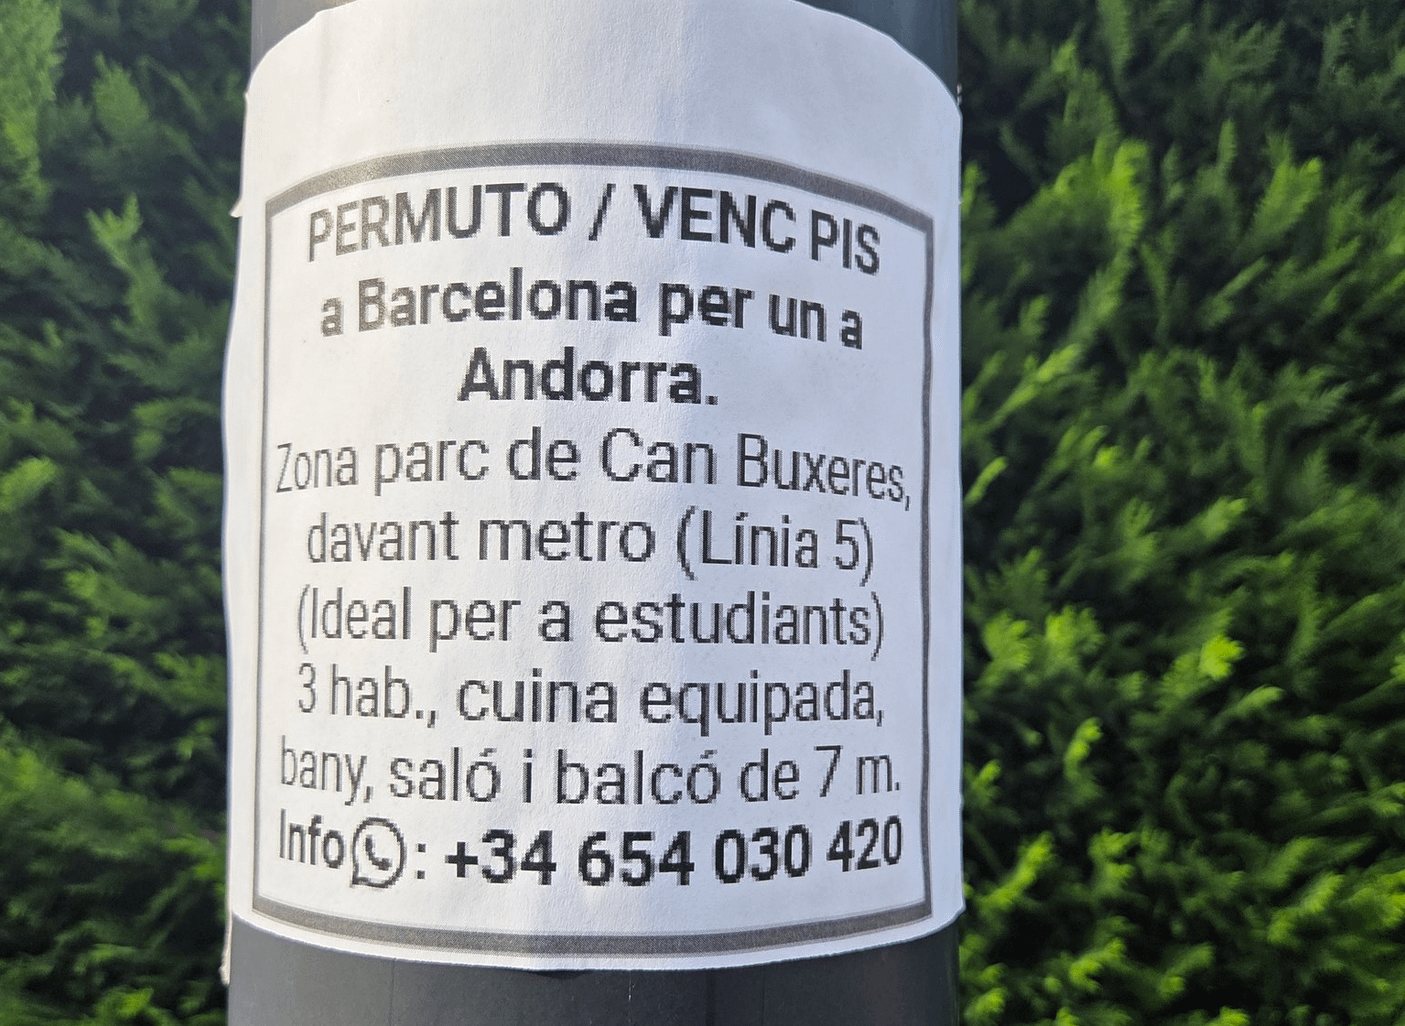 PERMUTO / VENC PIS
a Barcelona per un a
Andorra.
Zona parc de Can Buxeres,
davant metro (Línia 5)
(Ideal per a estudiants)
3 hab., cuina equipada,
bany, saló i balcó de 7 m.
Info: +34 654 030 420